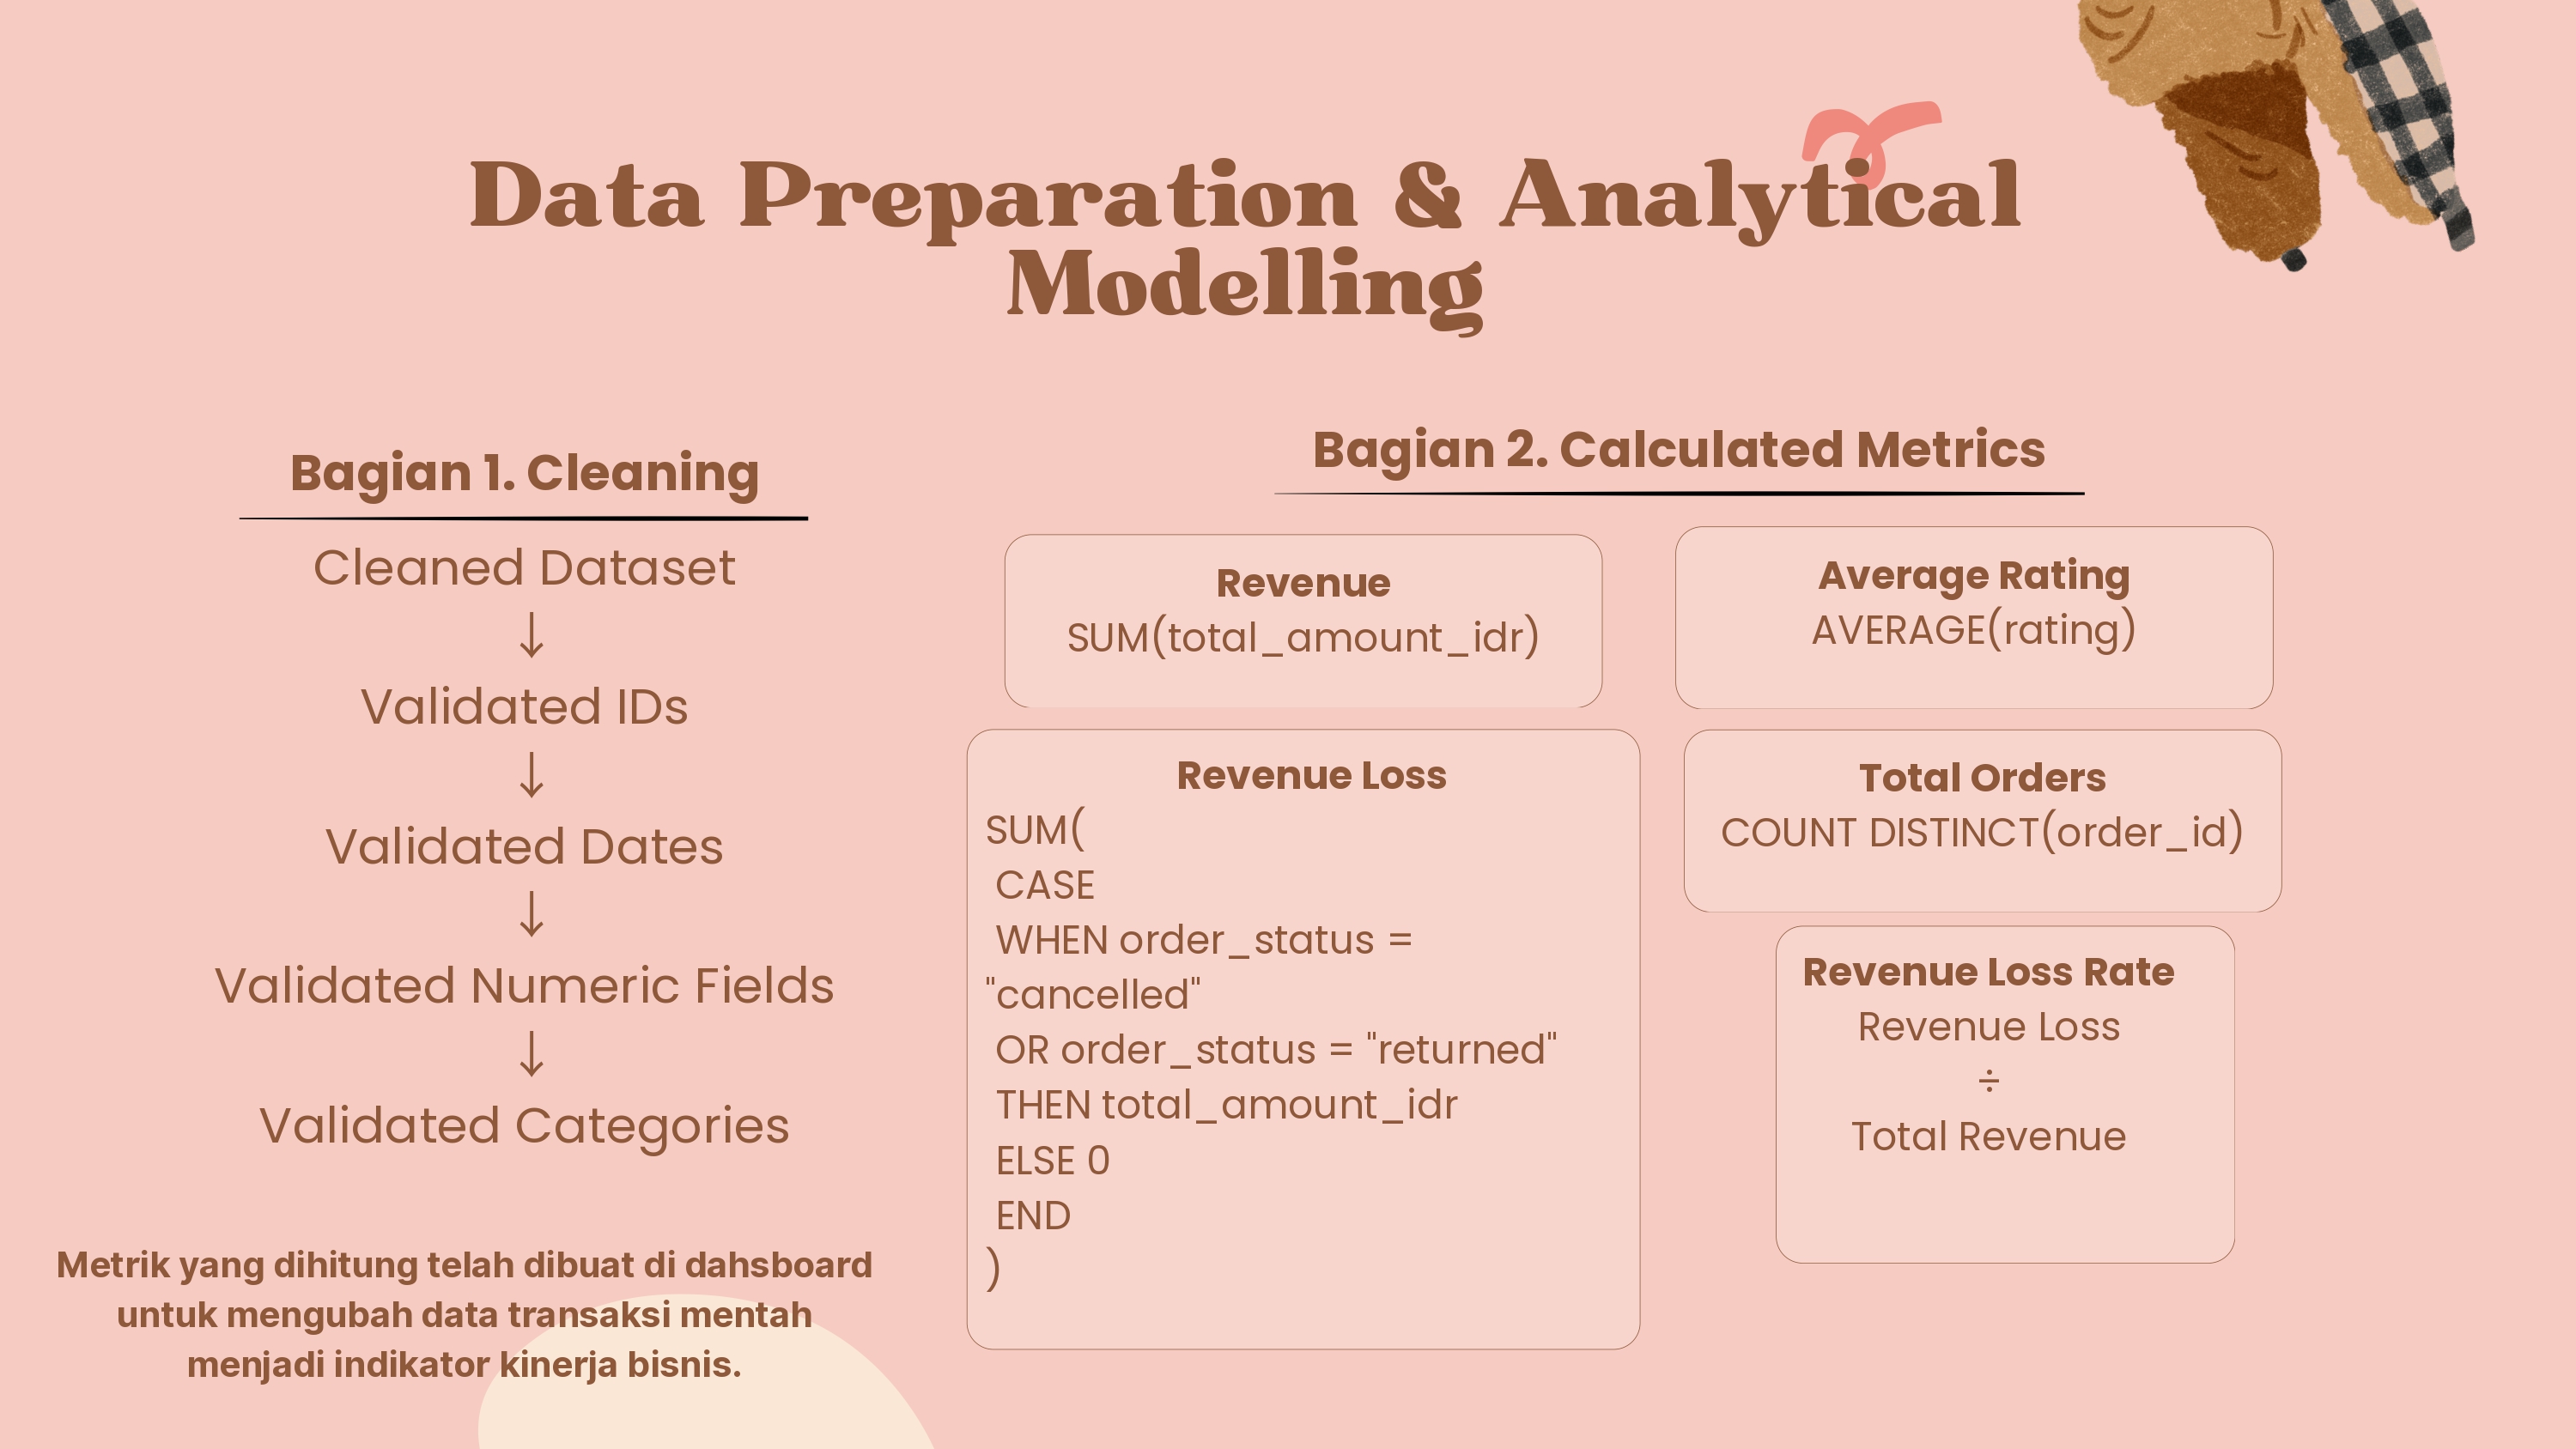 Data Preparation & Analytical
Modelling
Bagian 1. Cleaning
Cleaned Dataset
↓
Validated IDs
↓
Validated Dates
↓
Validated Numeric Fields
↓
Validated Categories
Metrik yang dihitung telah dibuat di dahsboard
untuk mengubah data transaksi mentah
menjadi indikator kinerja bisnis.
Bagian 2. Calculated Metrics
Revenue
SUM(total_amount_idr)
Average Rating
AVERAGE(rating)
Revenue Loss
SUM(
CASE
WHEN order_status =
"cancelled"
OR order_status = "returned"
THEN total_amount_idr
ELSE 0
END
)
Total Orders
COUNT DISTINCT(order_id)
Revenue Loss Rate
Revenue Loss
÷
Total Revenue